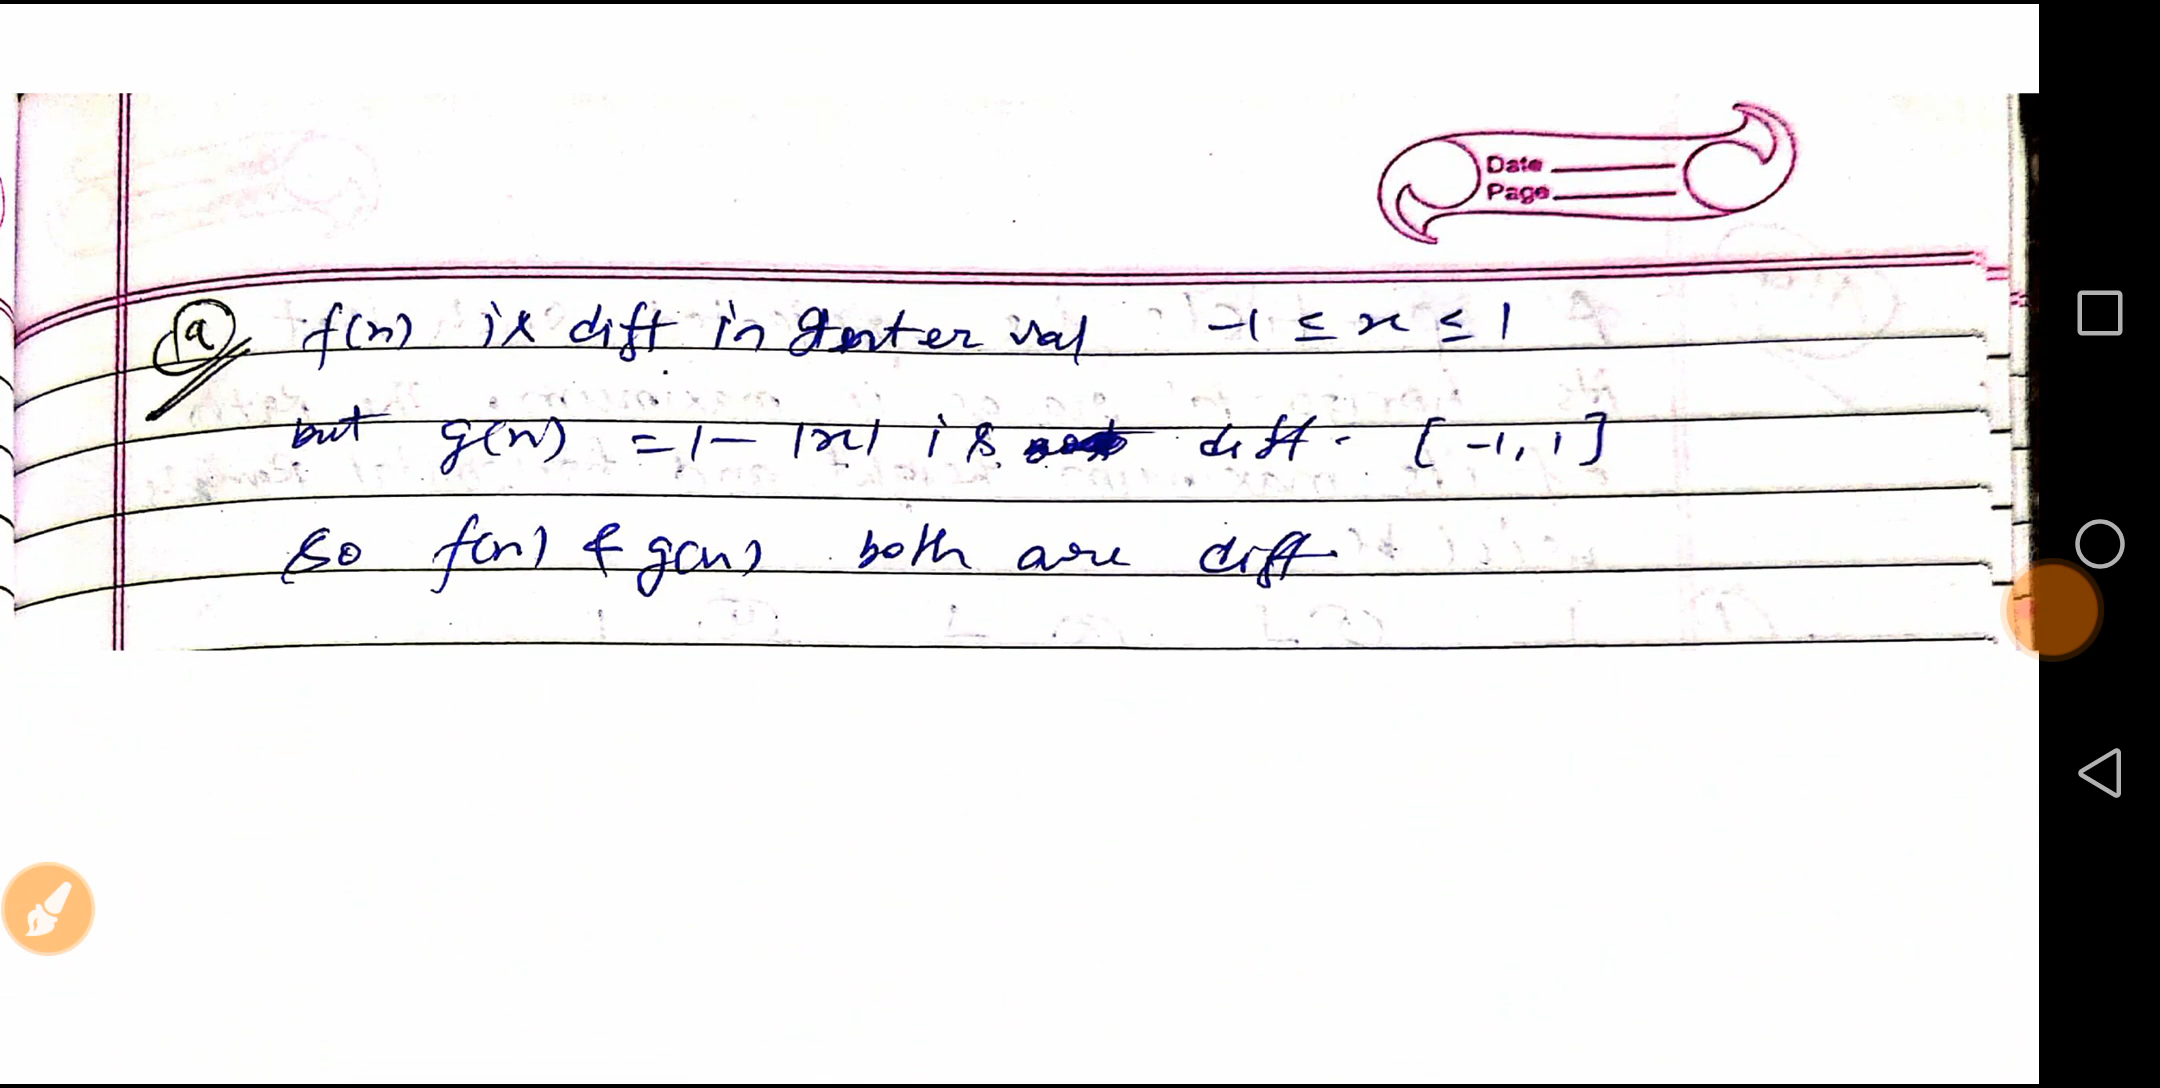 Date
Page
(a) f(n) is diff in interval -1 ≤ x ≤ 1
but g(n) = 1 - |x| is diff. [-1, 1]
so f(n) & g(n) both are diff.